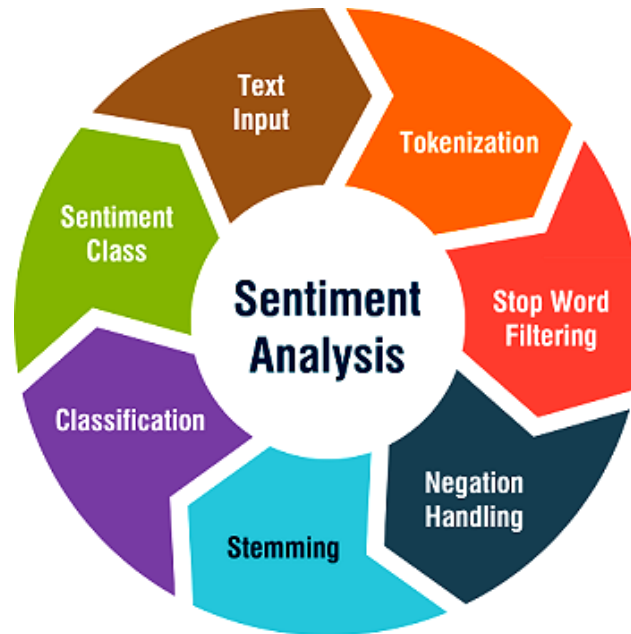 Text
Input
Tokenization
Stop Word
Filtering
Negation
Handling
Stemming
Classification
Sentiment
Class
Sentiment
Analysis